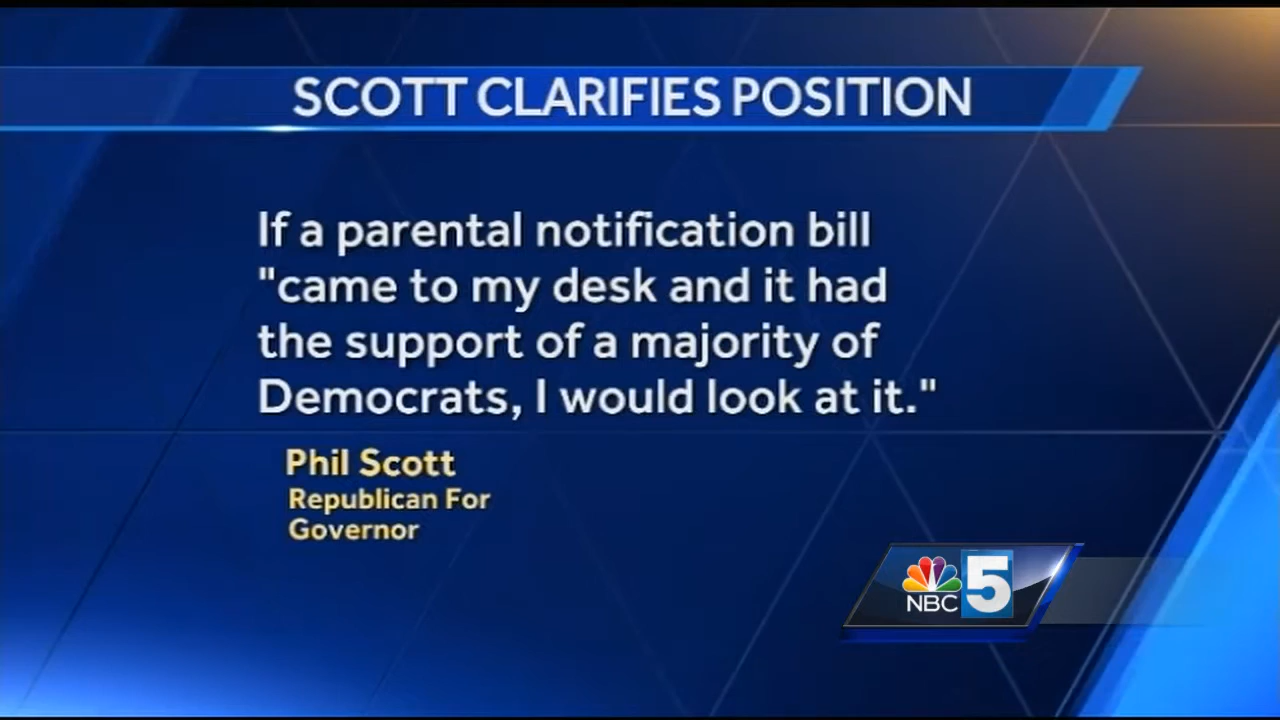 SCOTT CLARIFIES POSITION
If a parental notification bill
"came to my desk and it had
the support of a majority of
Democrats, I would look at it."
Phil Scott
Republican For
Governor
NBC 5